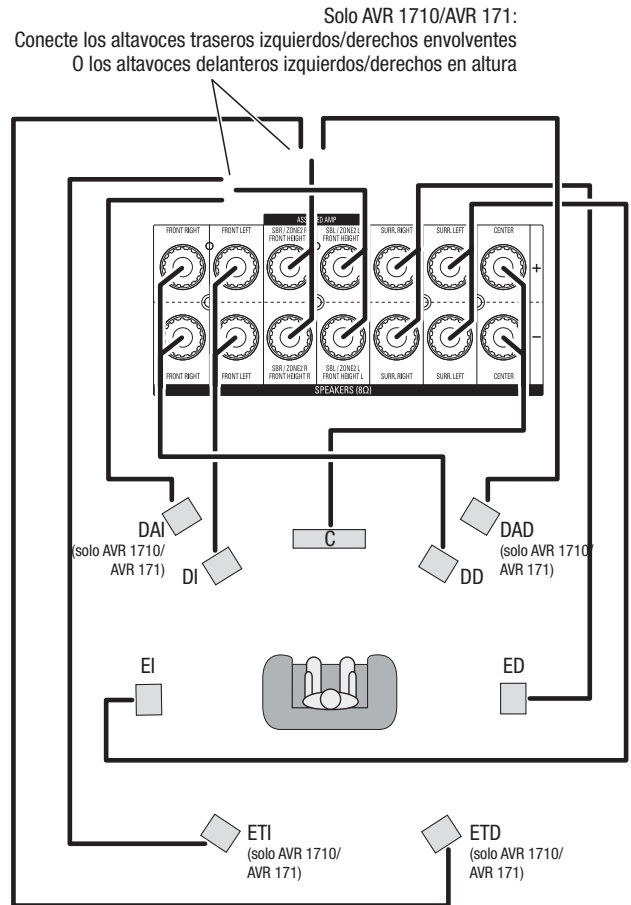 Solo AVR 1710/AVR 171:
Conecte los altavoces traseros izquierdos/derechos envolventes
O los altavoces delanteros izquierdos/derechos en altura
FRONT RIGHT
FRONT LEFT
SBR / ZONE2 R
FRONT HEIGHT
SBL / ZONE2 L
FRONT HEIGHT
SURR. RIGHT
SURR. LEFT
CENTER
+
–
FRONT RIGHT
FRONT LEFT
SBR / ZONE2 R
FRONT HEIGHT R
SBL / ZONE2 L
FRONT HEIGHT L
SURR. RIGHT
SURR. LEFT
CENTER
SPEAKERS (8Ω)
DAI
(solo AVR 1710/
AVR 171)
DI
C
DD
DAD
(solo AVR 1710/
AVR 171)
EI
ED
ETI
(solo AVR 1710/
AVR 171)
ETD
(solo AVR 1710/
AVR 171)